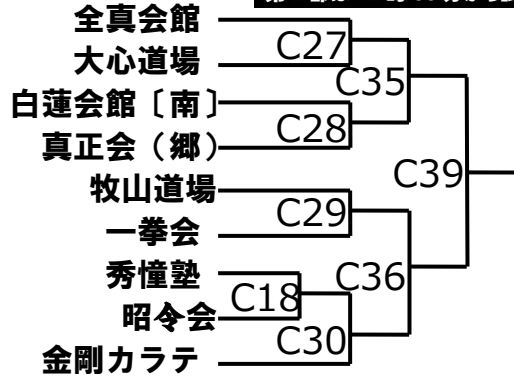 全真会館
C27
大心道場
C35
白蓮会館〔南〕
C28
真正会（郷）
C39
牧山道場
C29
一拳会
C36
秀憧塾
C18
昭令会
C30
金剛カラテ